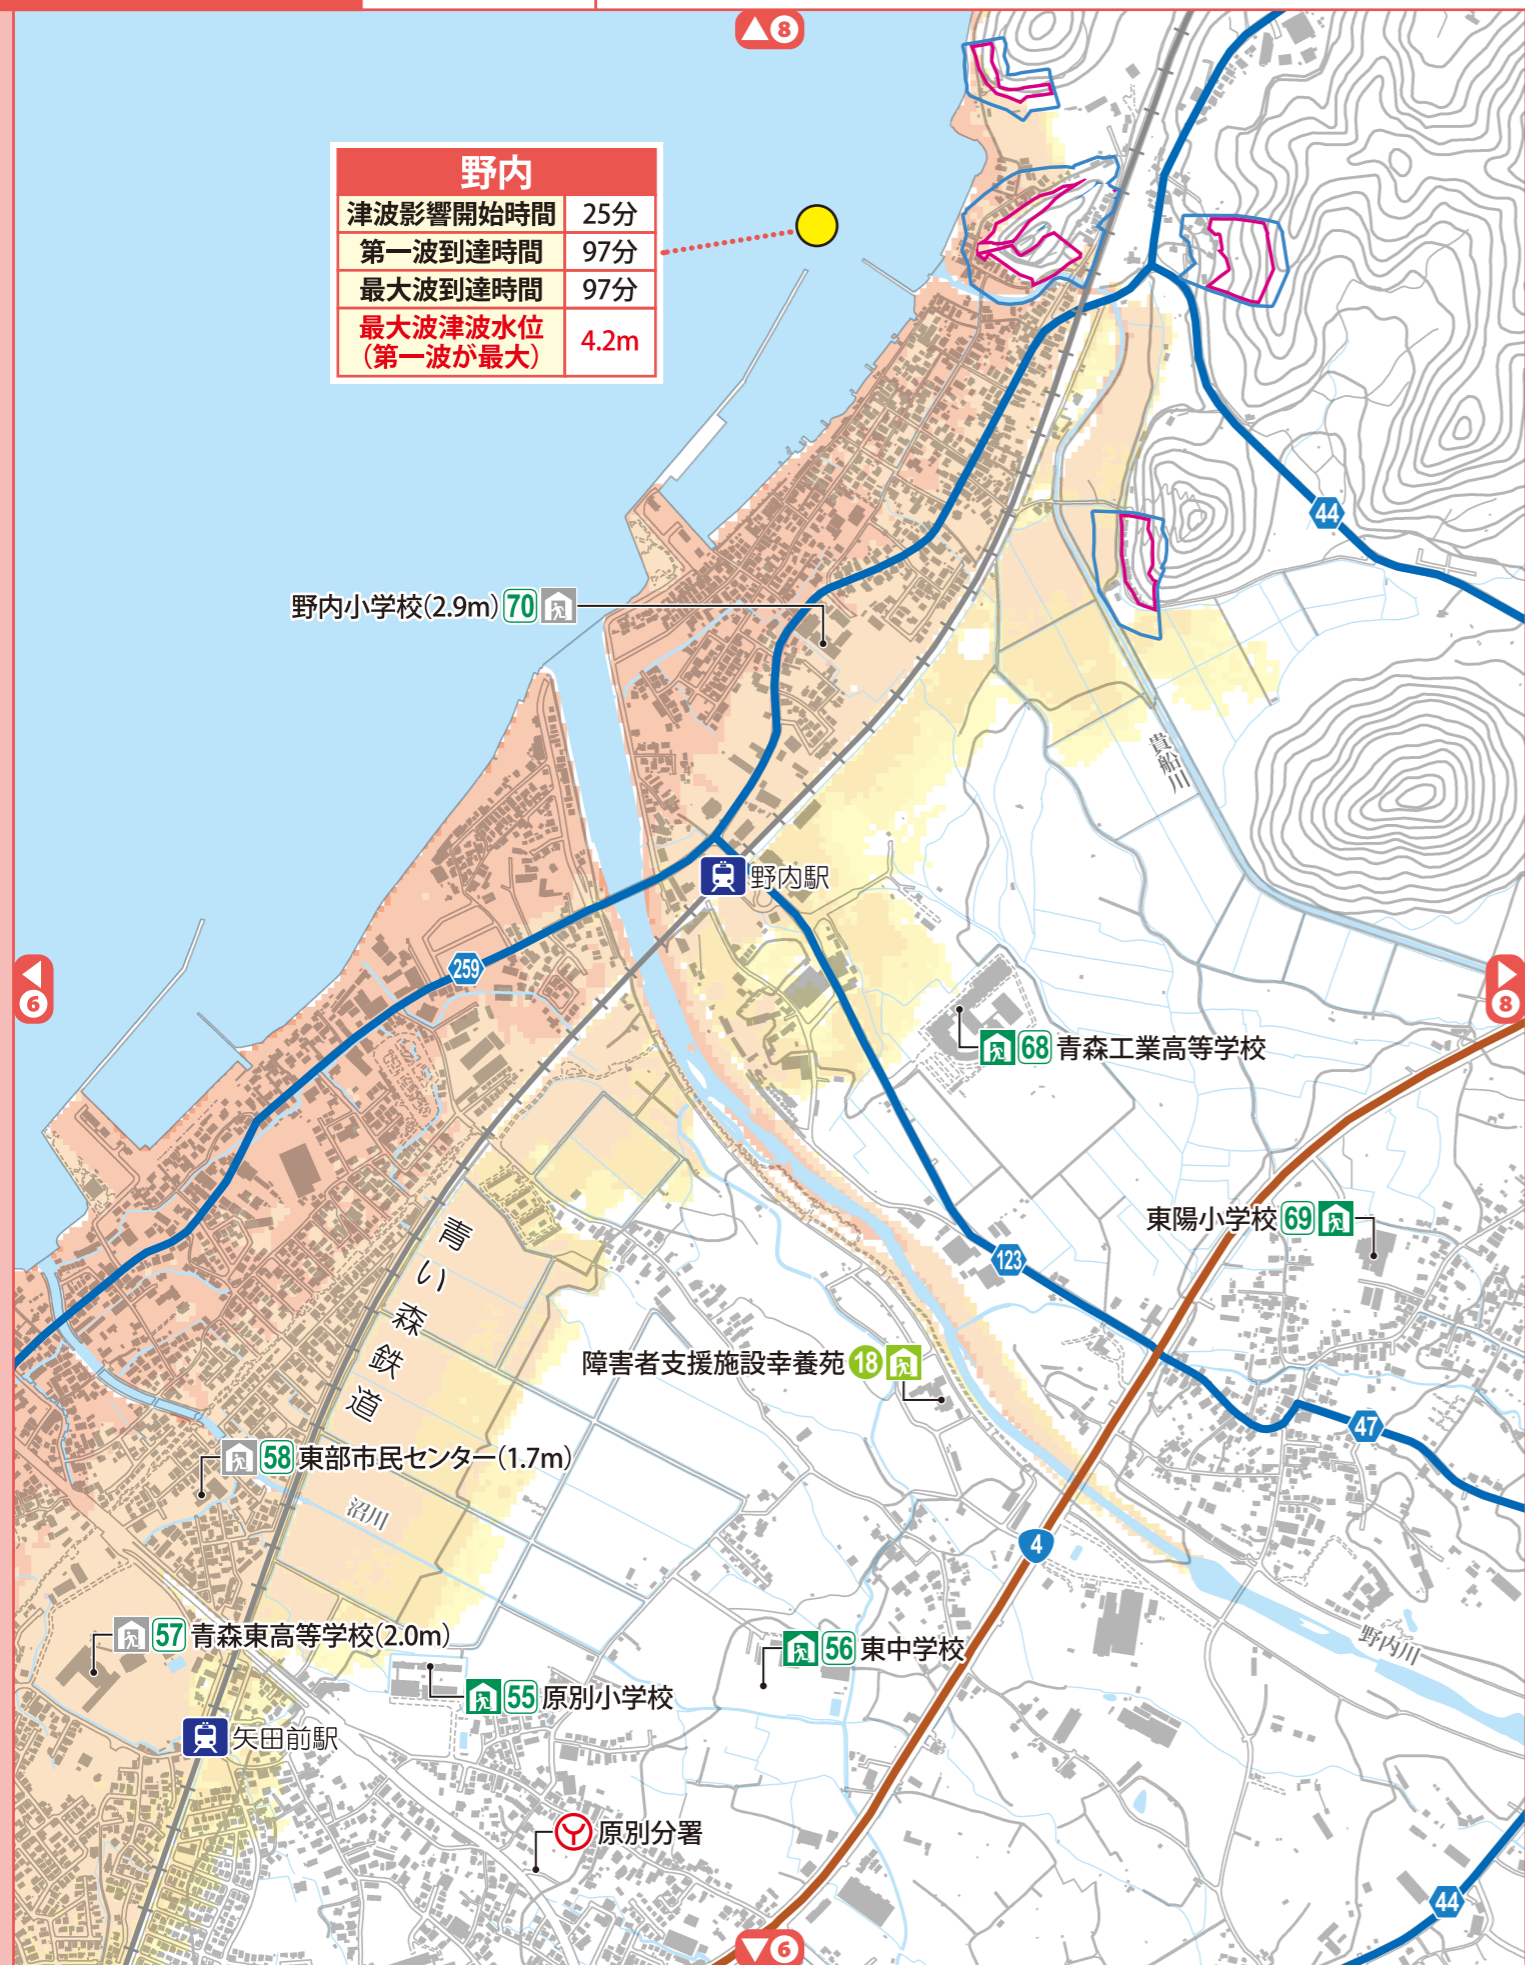 8
野内
津波影響開始時間 25分
第一波到達時間 97分
最大波到達時間 97分
最大波津波水位
(第一波が最大) 4.2m
44
野内小学校(2.9m) 70
貴船川
野内駅
259
6
8
68 青森工業高等学校
青い森鉄道
東陽小学校 69
123
障害者支援施設幸養苑 18
47
58 東部市民センター(1.7m)
沼川
4
57 青森東高等学校(2.0m)
56 東中学校
野内川
55 原別小学校
矢田前駅
原別分署
44
6